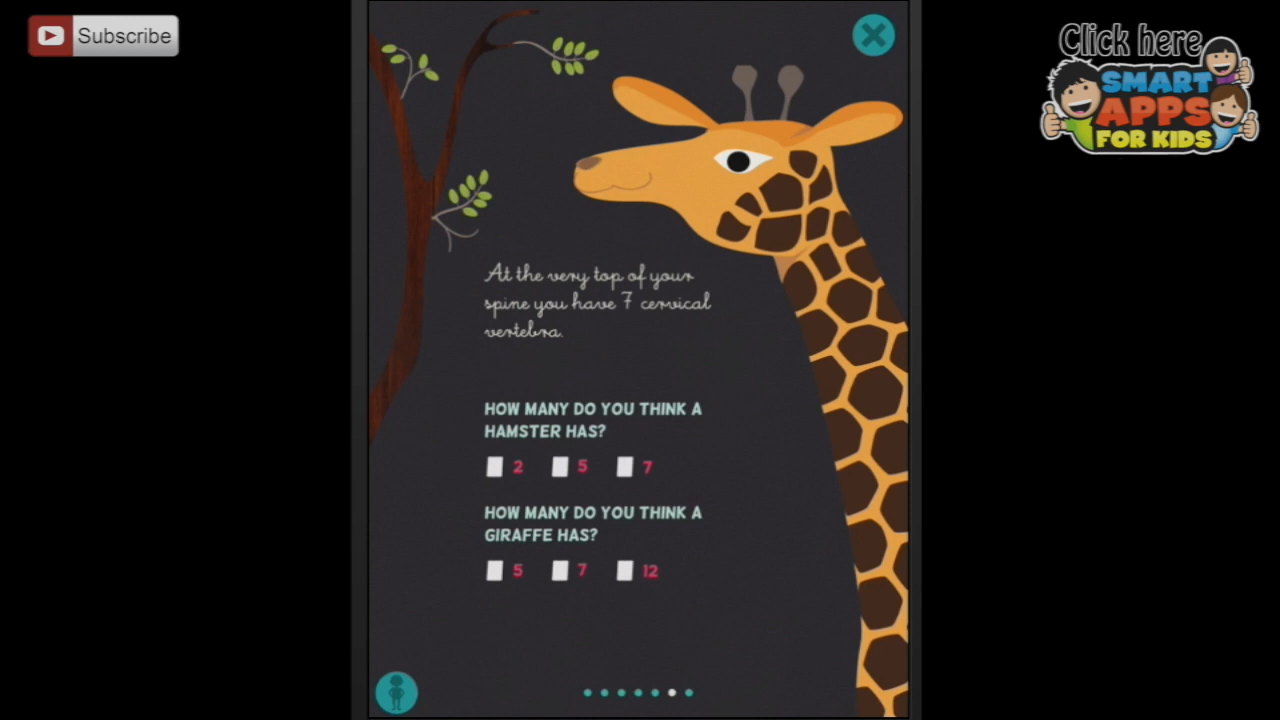 Subscribe
Click here
SMART
APPS
FOR KIDS
At the very top of your
spine you have 7 cervical
vertebra.
HOW MANY DO YOU THINK A
HAMSTER HAS?
2 5 7
HOW MANY DO YOU THINK A
GIRAFFE HAS?
5 7 12